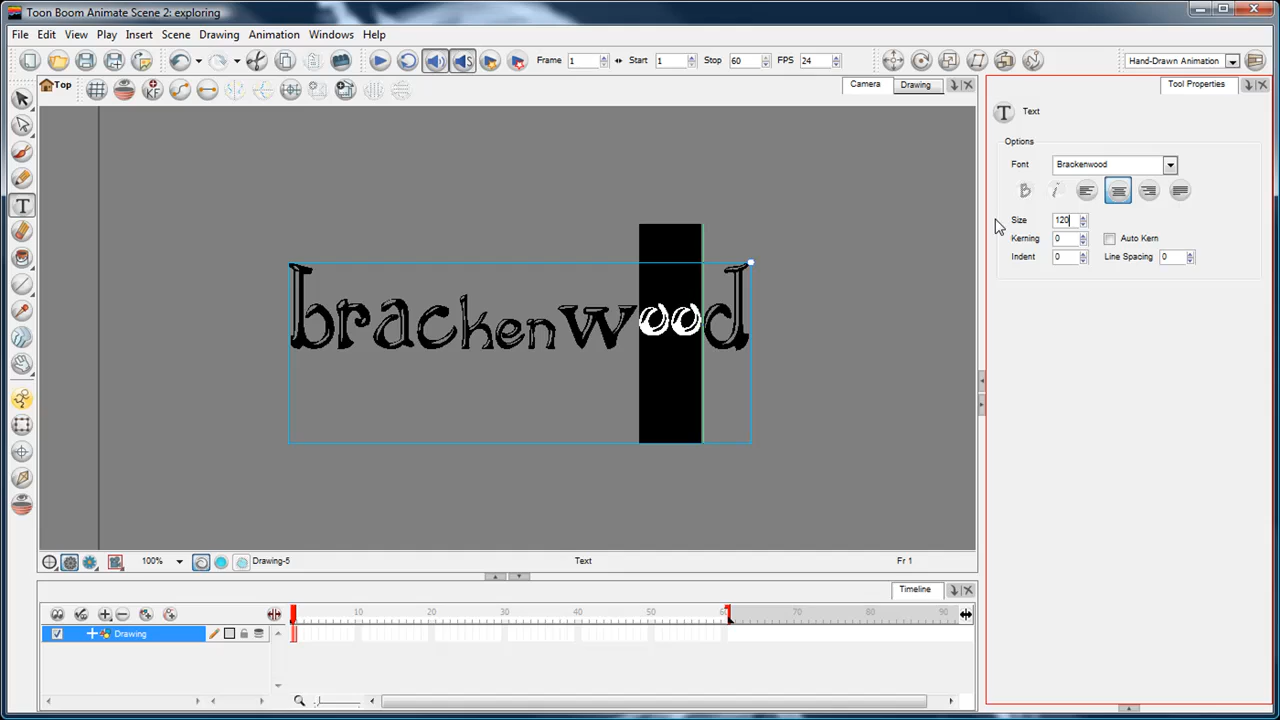 Toon Boom Animate Scene 2: exploring
File Edit View Play Insert Scene Drawing Animation Windows Help
Frame 1 Start 1 Stop 60 FPS 24 Hand-Drawn Animation
Top Camera Drawing Tool Properties
T Text
Options
Font Brackenwood
B i
Size 120
Kerning 0 Auto Kern
Indent 0 Line Spacing 0
brackenwood
100% Drawing-5 Text Fr 1
Timeline
10 20 30 40 50 60 70 80 90
Drawing